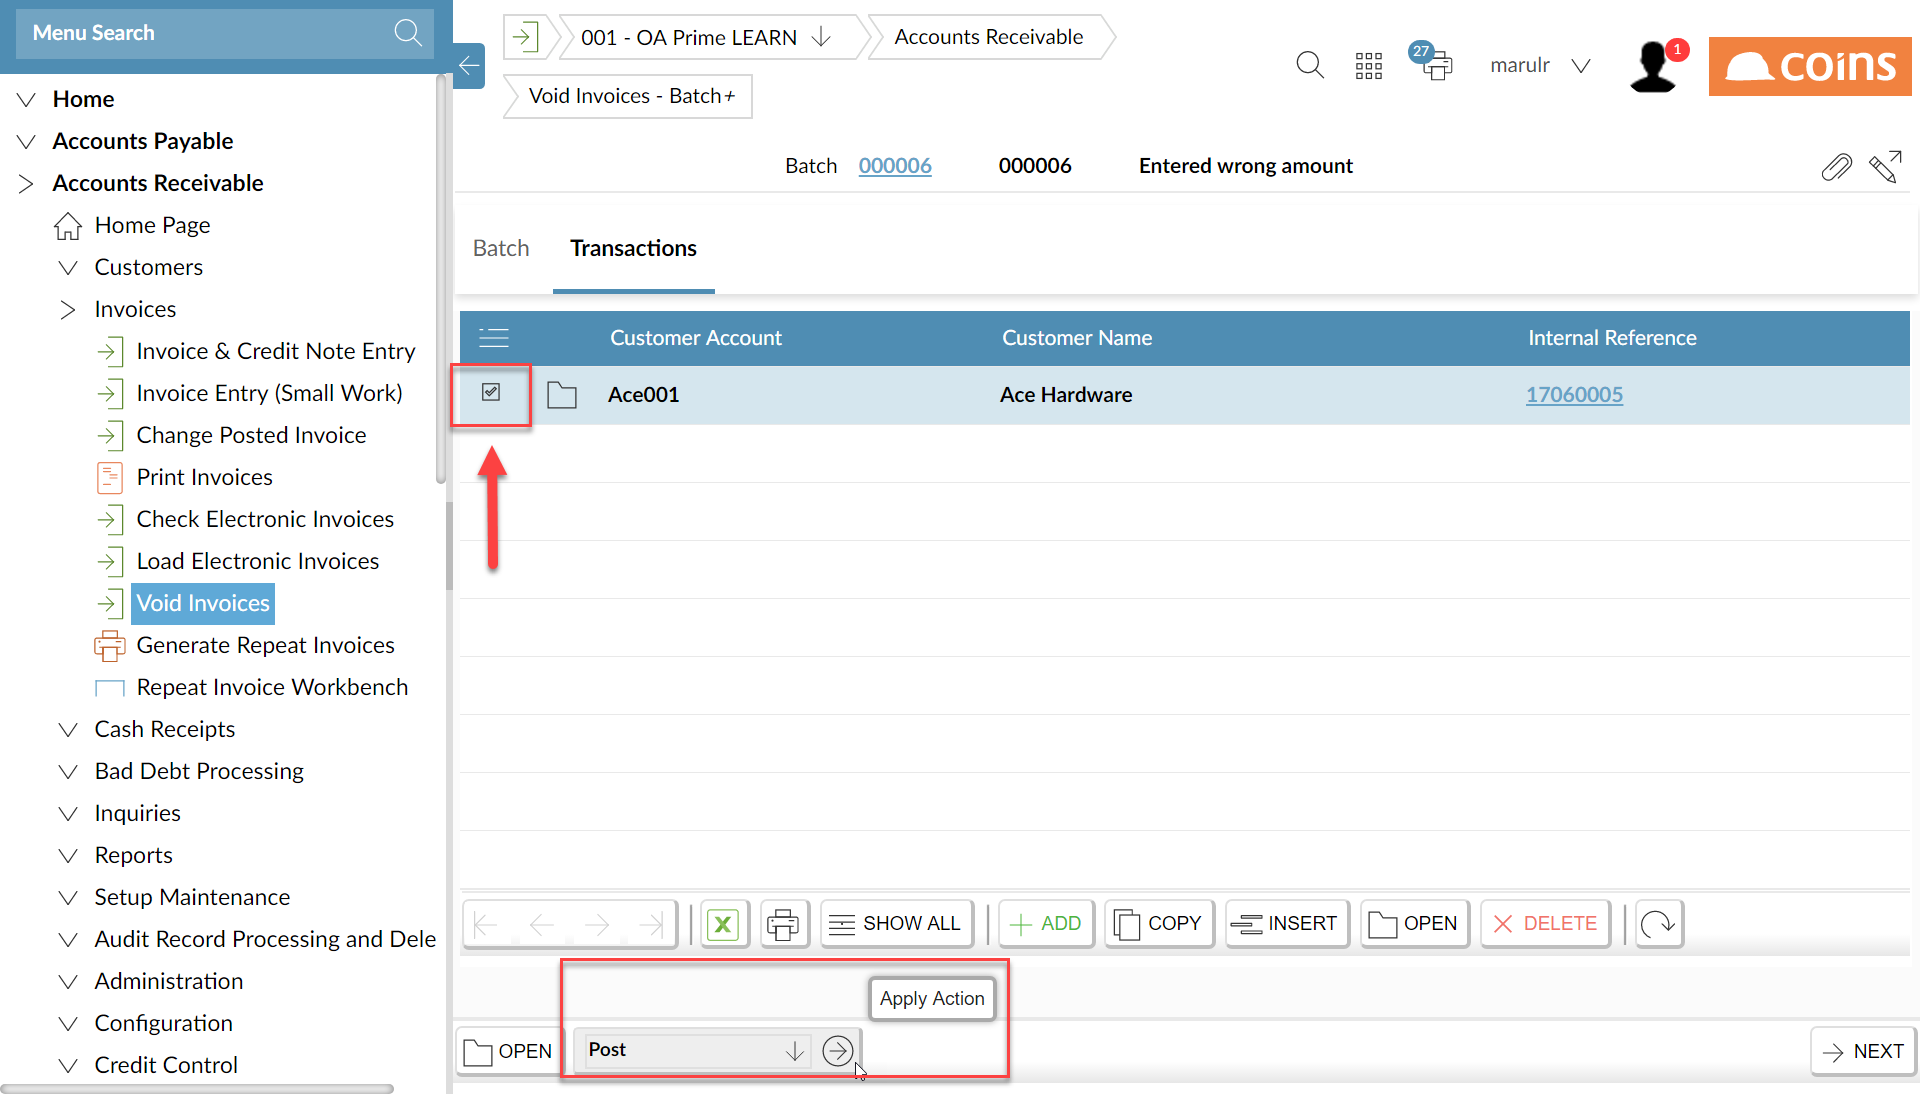 Menu Search
Home
Accounts Payable
Accounts Receivable
Home Page
Customers
Invoices
Invoice & Credit Note Entry
Invoice Entry (Small Work)
Change Posted Invoice
Print Invoices
Check Electronic Invoices
Load Electronic Invoices
Void Invoices
Generate Repeat Invoices
Repeat Invoice Workbench
Cash Receipts
Bad Debt Processing
Inquiries
Reports
Setup Maintenance
Audit Record Processing and Dele
Administration
Configuration
Credit Control
001 - OA Prime LEARN Accounts Receivable
Void Invoices - Batch+
27 marulr 1 coins
Batch 000006 000006 Entered wrong amount
Batch Transactions
Customer Account Customer Name Internal Reference
Ace001 Ace Hardware 17060005
X SHOW ALL ADD COPY INSERT OPEN DELETE
Apply Action
OPEN Post NEXT